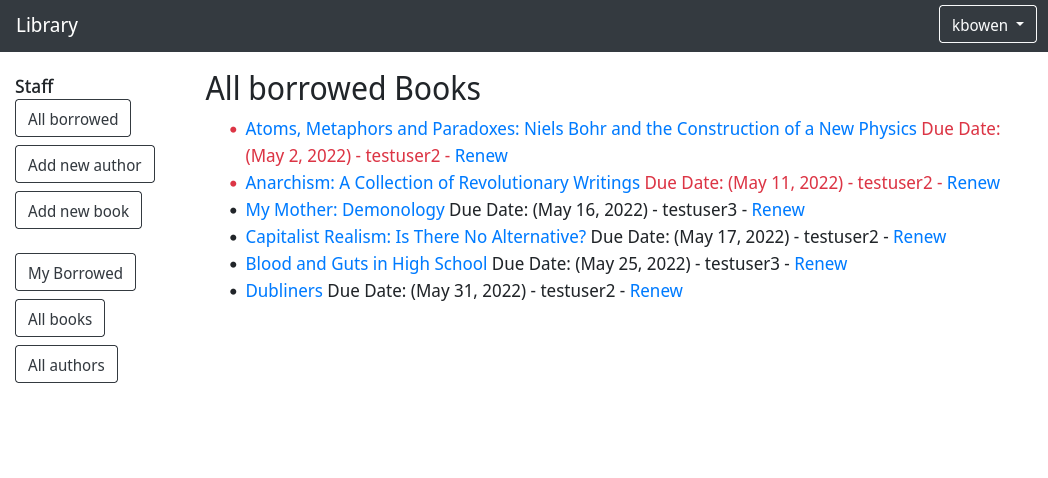 Library
kbowen
Staff
All borrowed
Add new author
Add new book
My Borrowed
All books
All authors
All borrowed Books
Atoms, Metaphors and Paradoxes: Niels Bohr and the Construction of a New Physics Due Date:
(May 2, 2022) - testuser2 - Renew
Anarchism: A Collection of Revolutionary Writings Due Date: (May 11, 2022) - testuser2 - Renew
My Mother: Demonology Due Date: (May 16, 2022) - testuser3 - Renew
Capitalist Realism: Is There No Alternative? Due Date: (May 17, 2022) - testuser2 - Renew
Blood and Guts in High School Due Date: (May 25, 2022) - testuser3 - Renew
Dubliners Due Date: (May 31, 2022) - testuser2 - Renew